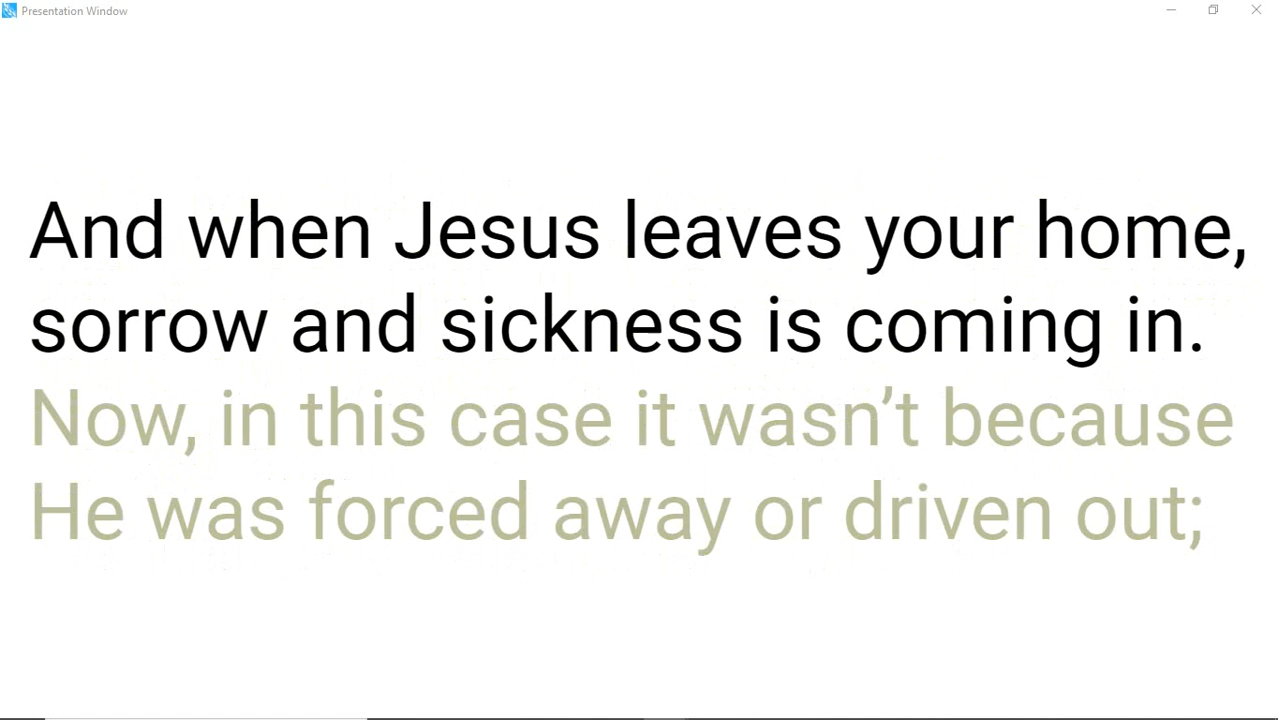 Presentation Window
And when Jesus leaves your home,
sorrow and sickness is coming in.
Now, in this case it wasn’t because
He was forced away or driven out;